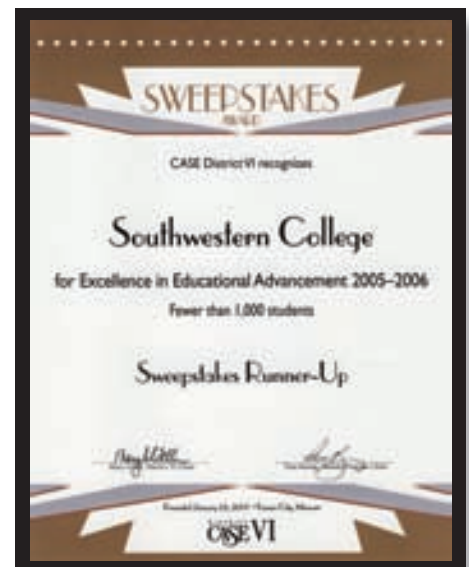 SWEEPSTAKES
AWARD
CASE District VI recognizes
Southwestern College
for Excellence in Educational Advancement 2005–2006
Fewer than 1,000 students
Sweepstakes Runner-Up
CASE VI